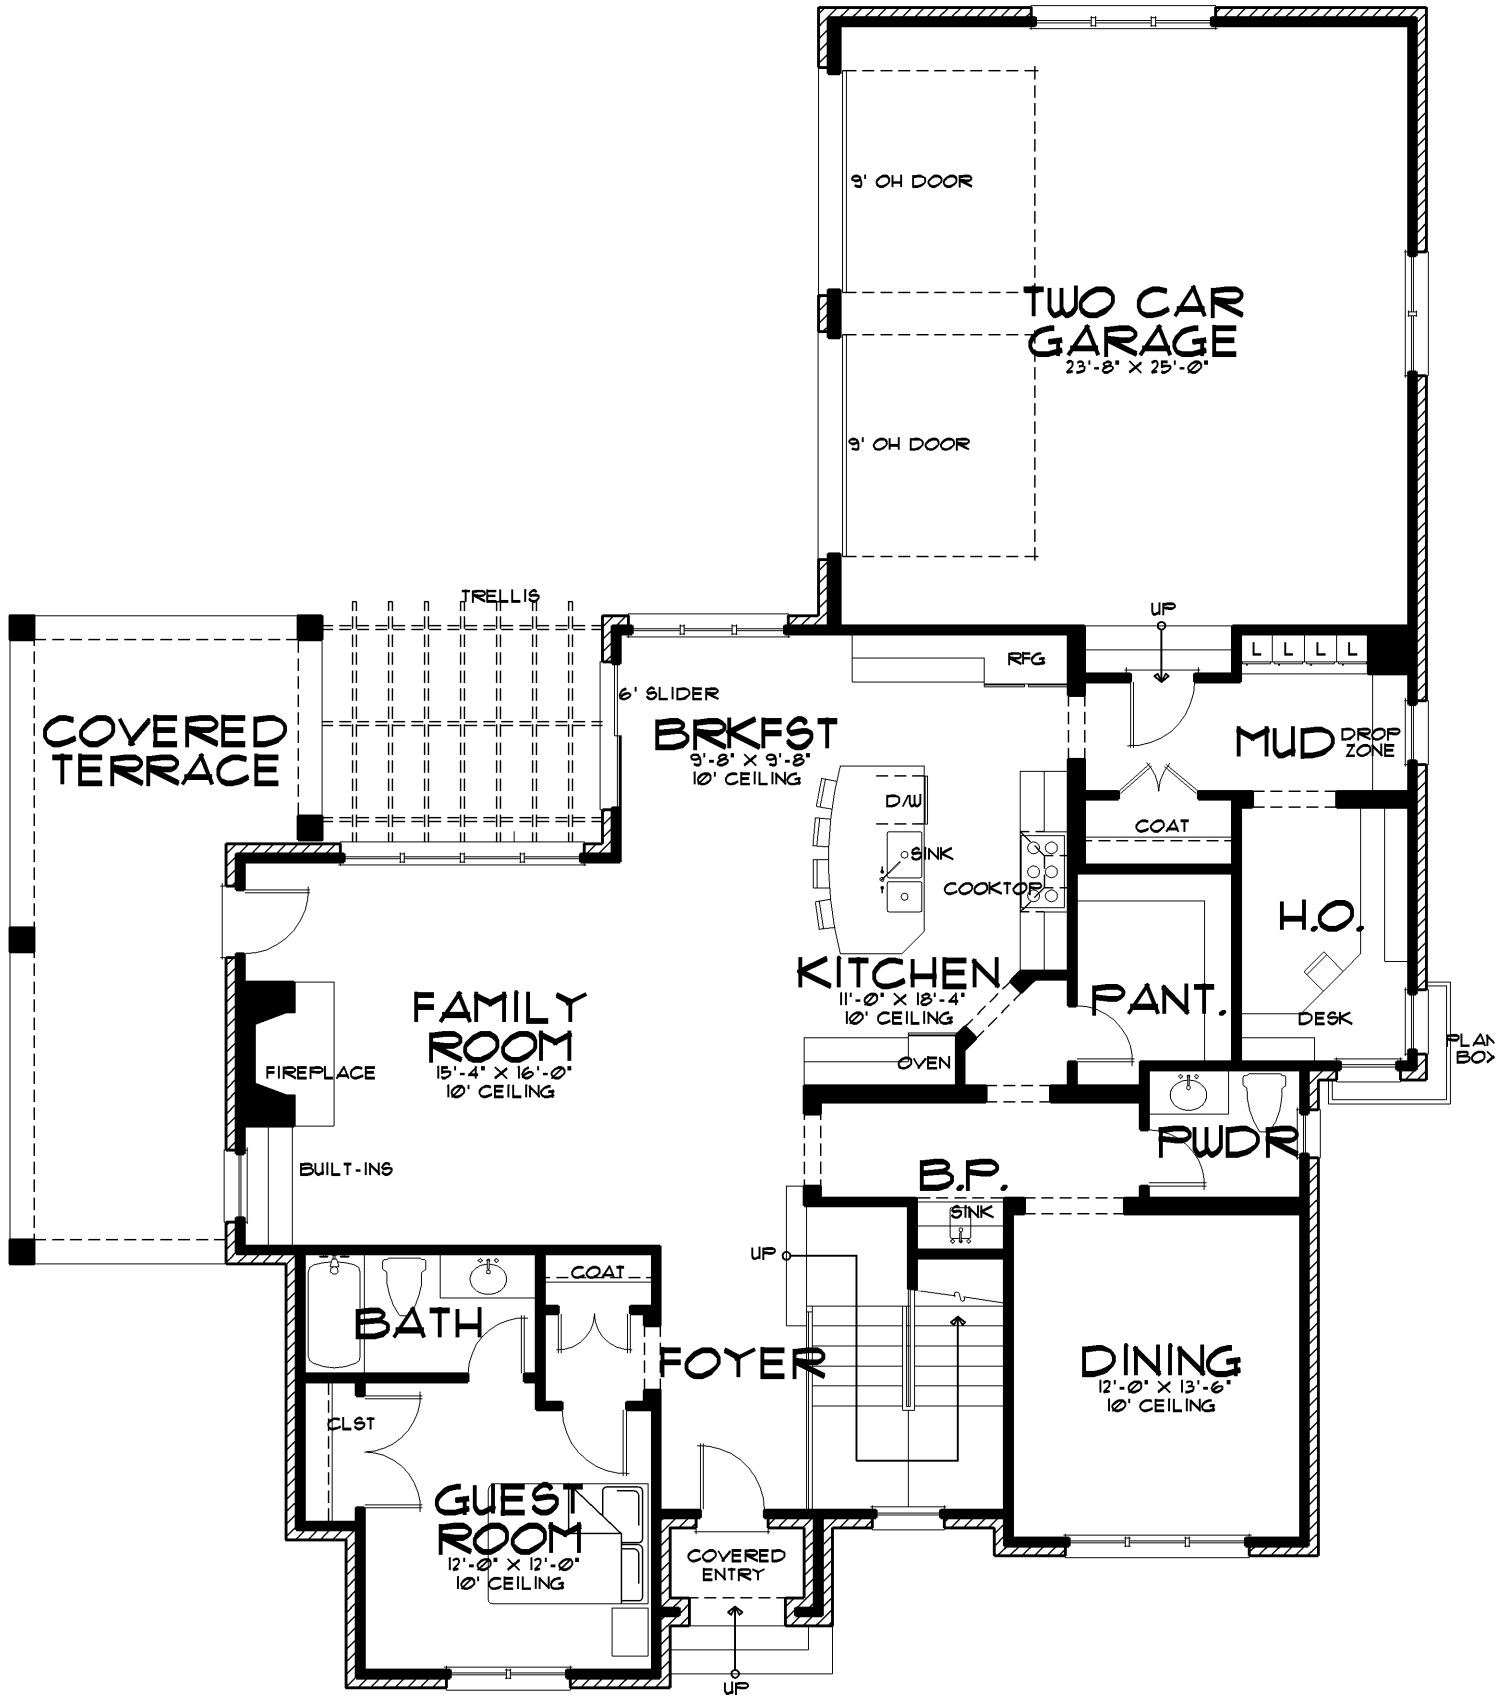 9' OH DOOR
TWO CAR
GARAGE
23'-8" X 25'-0"
9' OH DOOR
TRELLIS
UP
RFG
L L L L
6' SLIDER
COVERED
TERRACE
BRKFST
9'-8" X 9'-8"
10' CEILING
MUD
DROP
ZONE
D/W
COAT
SINK
COOKTOP
H.O.
KITCHEN
11'-0" X 18'-4"
10' CEILING
PANT.
DESK
FAMILY
ROOM
15'-4" X 16'-0"
10' CEILING
FIREPLACE
OVEN
PLAN
BOX
BUILT-INS
PWDR
B.P.
SINK
UP
COAT
BATH
FOYER
DINING
12'-0" X 13'-6"
10' CEILING
CLST
GUEST
ROOM
12'-0" X 12'-0"
10' CEILING
COVERED
ENTRY
UP